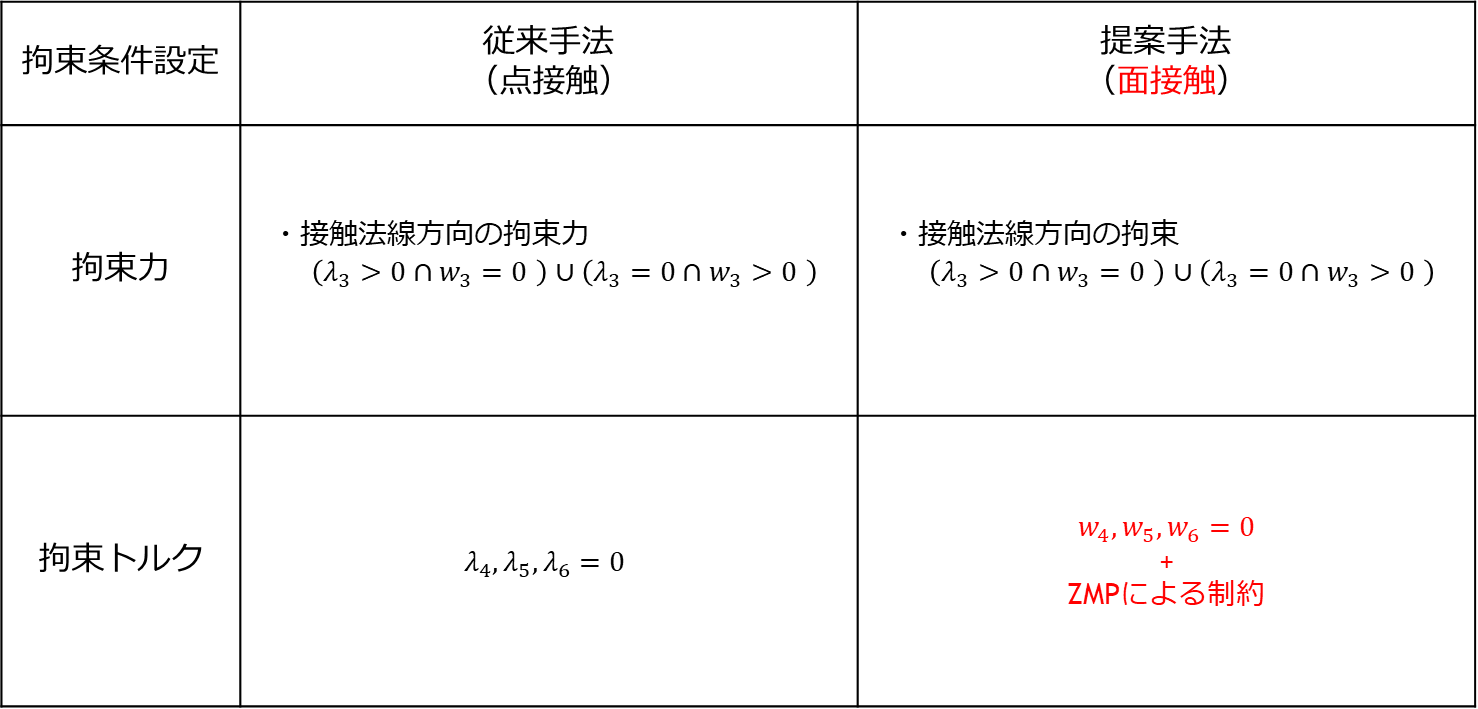 拘束条件設定
従来手法
（点接触）
提案手法
（面接触）
拘束力
・接触法線方向の拘束力
(𝜆₃ > 0 ∩ 𝑤₃ = 0 ) ∪ (𝜆₃ = 0 ∩ 𝑤₃ > 0 )
・接触法線方向の拘束
(𝜆₃ > 0 ∩ 𝑤₃ = 0 ) ∪ (𝜆₃ = 0 ∩ 𝑤₃ > 0 )
拘束トルク
𝜆₄, 𝜆₅, 𝜆₆ = 0
𝑤₄, 𝑤₅, 𝑤₆ = 0
+
ZMPによる制約